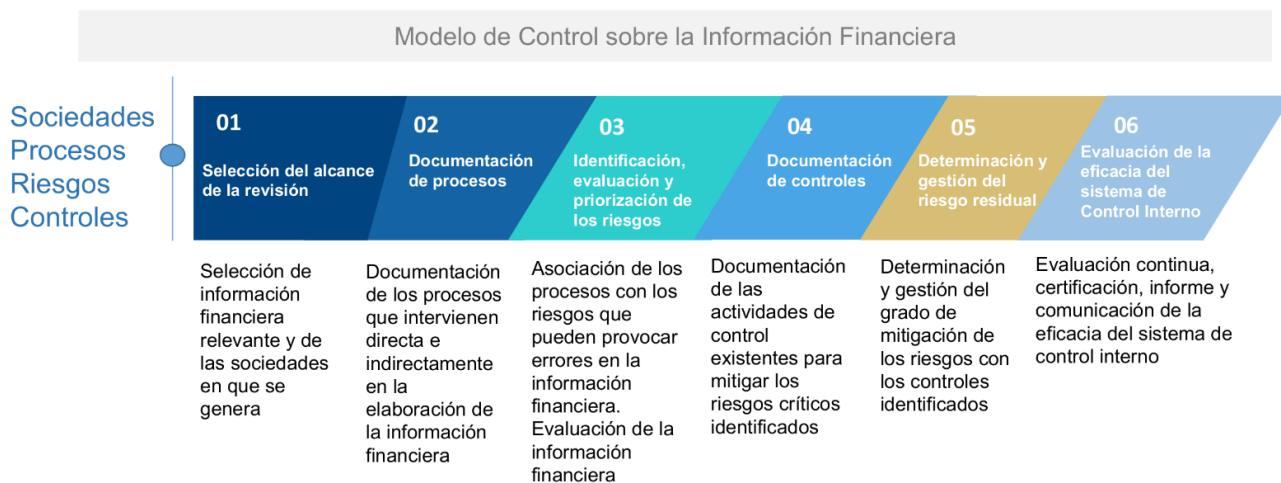 Modelo de Control sobre la Información Financiera
Sociedades
Procesos
Riesgos
Controles
01
Selección del alcance
de la revisión
02
Documentación
de procesos
03
Identificación,
evaluación y
priorización de
los riesgos
04
Documentación
de controles
05
Determinación y
gestión del
riesgo residual
06
Evaluación de la
eficacia del
sistema de
Control Interno
Selección de
información
financiera
relevante y de
las sociedades
en que se
genera
Documentación
de los procesos
que intervienen
directa e
indirectamente
en la
elaboración de
la información
financiera
Asociación de los
procesos con los
riesgos que
pueden provocar
errores en la
información
financiera.
Evaluación de la
información
financiera
Documentación
de las
actividades de
control
existentes para
mitigar los
riesgos críticos
identificados
Determinación
y gestión del
grado de
mitigación de
los riesgos con
los controles
identificados
Evaluación continua,
certificación, informe y
comunicación de la
eficacia del sistema de
control interno